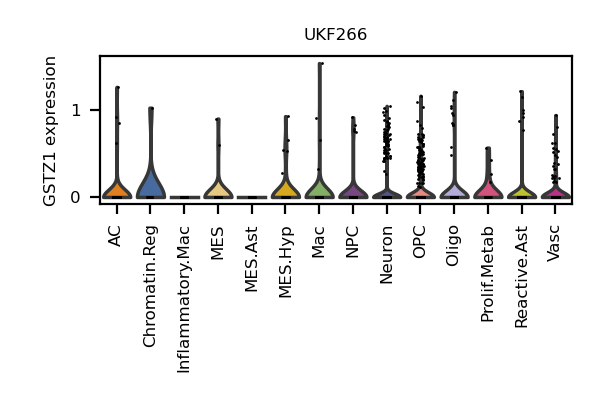 UKF266
GSTZ1 expression
1
0
AC
Chromatin.Reg
Inflammatory.Mac
MES
MES.Ast
MES.Hyp
Mac
NPC
Neuron
OPC
Oligo
Prolif.Metab
Reactive.Ast
Vasc